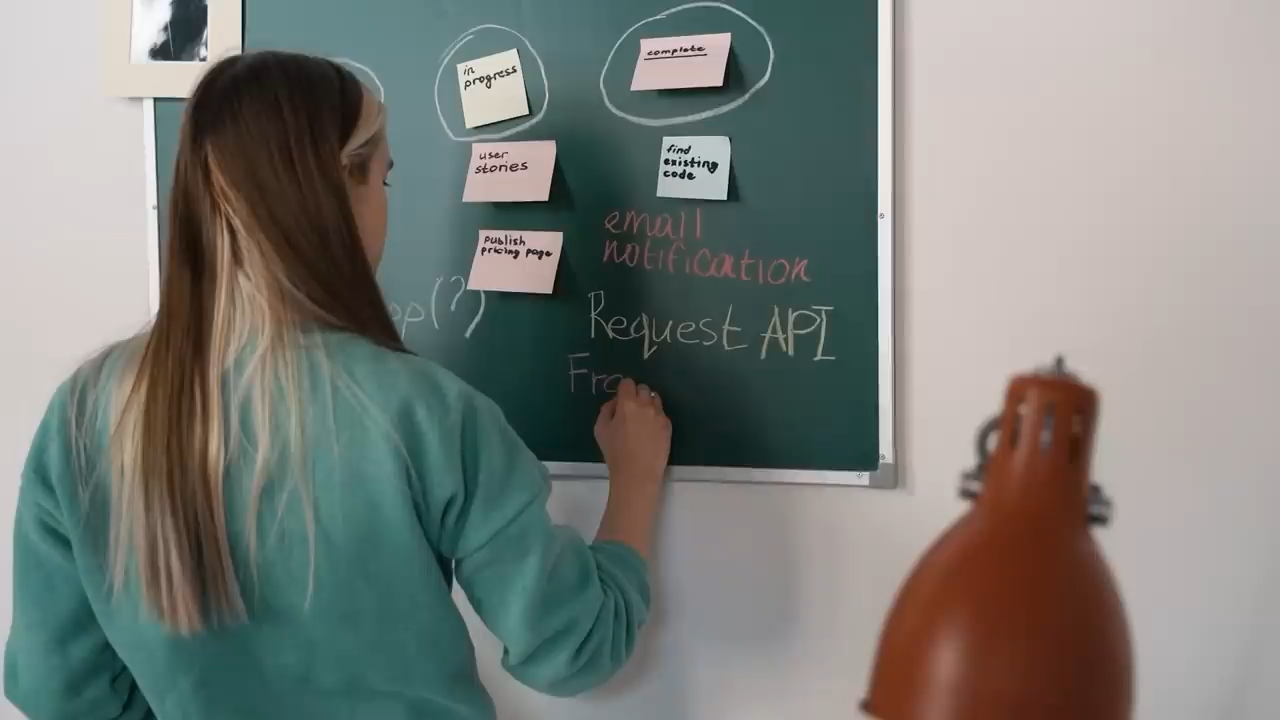 in
progress
complete
user
stories
find
existing
code
publish
pricing page
email
notification
(?)
Request API